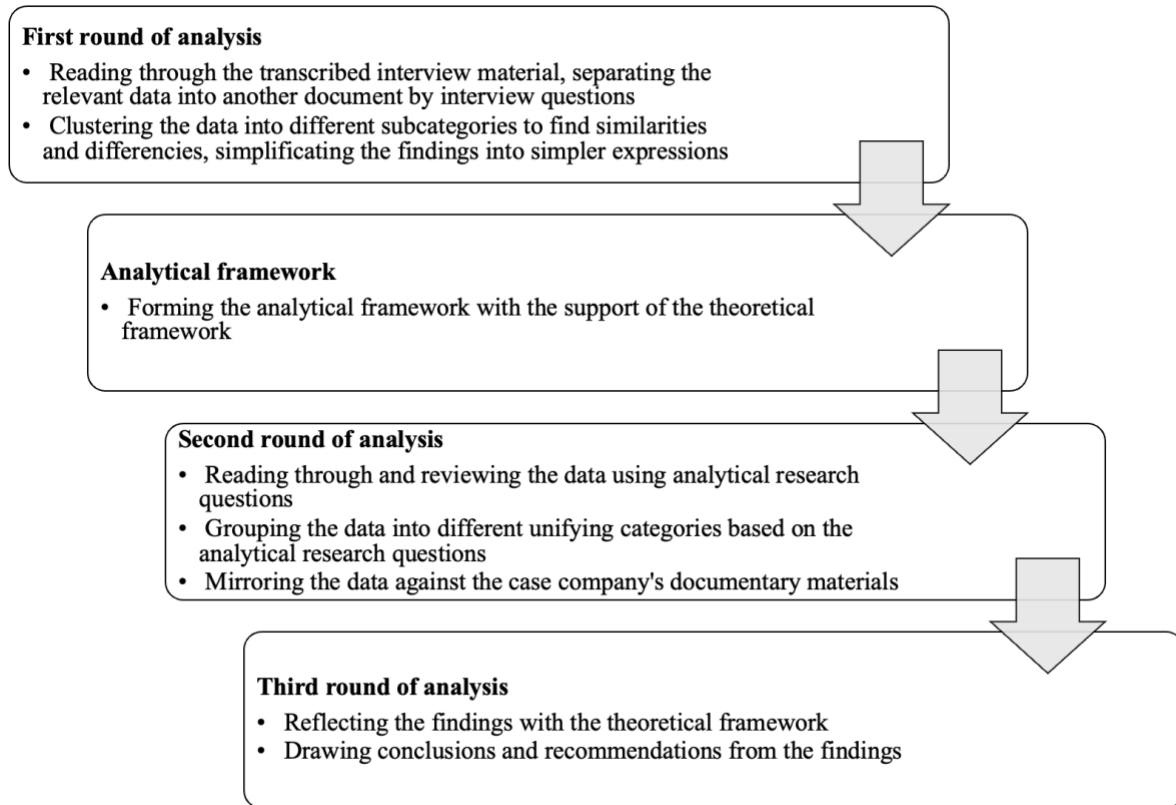 First round of analysis
• Reading through the transcribed interview material, separating the
relevant data into another document by interview questions
• Clustering the data into different subcategories to find similarities
and differencies, simplificating the findings into simpler expressions
Analytical framework
• Forming the analytical framework with the support of the theoretical
framework
Second round of analysis
• Reading through and reviewing the data using analytical research
questions
• Grouping the data into different unifying categories based on the
analytical research questions
• Mirroring the data against the case company's documentary materials
Third round of analysis
• Reflecting the findings with the theoretical framework
• Drawing conclusions and recommendations from the findings